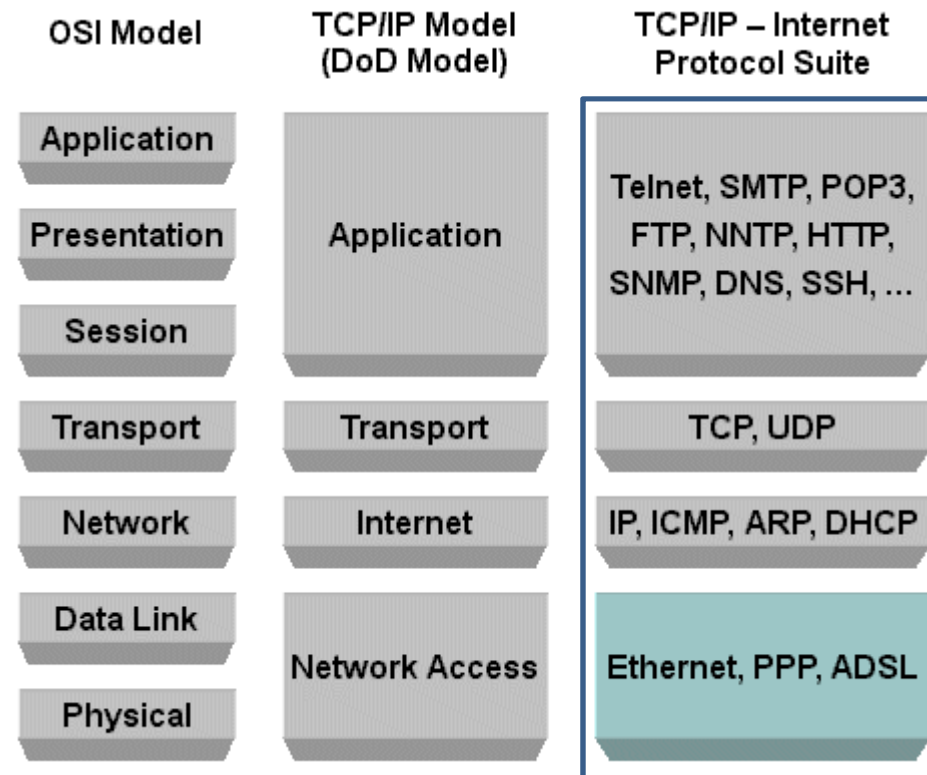 OSI Model
TCP/IP Model
(DoD Model)
TCP/IP – Internet
Protocol Suite
Application
Presentation
Session
Transport
Network
Data Link
Physical
Application
Transport
Internet
Network Access
Telnet, SMTP, POP3,
FTP, NNTP, HTTP,
SNMP, DNS, SSH, ...
TCP, UDP
IP, ICMP, ARP, DHCP
Ethernet, PPP, ADSL